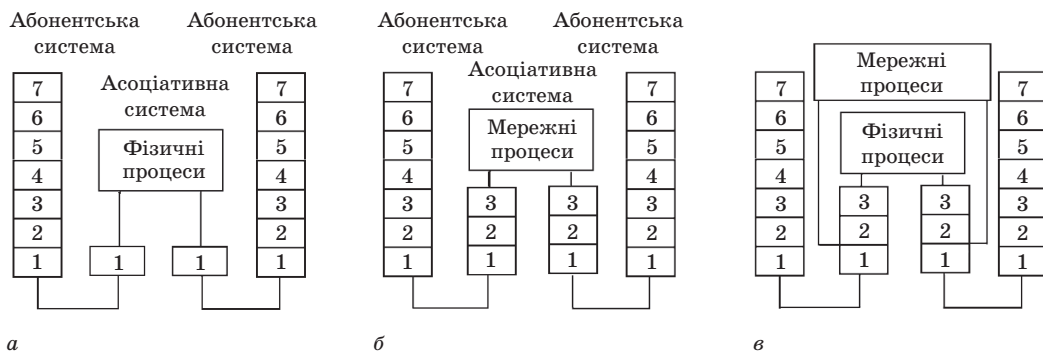 Абонентська
система
Абонентська
система
7
6
5
4
3
2
1
Асоціативна
система
Фізичні
процеси
1
1
7
6
5
4
3
2
1
а
Абонентська
система
Абонентська
система
7
6
5
4
3
2
1
Асоціативна
система
Мережні
процеси
3
2
1
3
2
1
7
6
5
4
3
2
1
б
7
6
5
4
3
2
1
Мережні
процеси
Фізичні
процеси
3
2
1
3
2
1
7
6
5
4
3
2
1
в